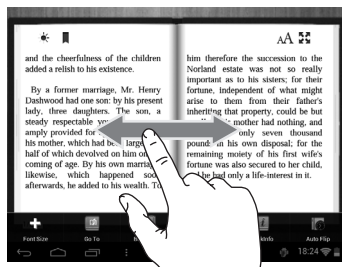 AA
and the cheerfulness of the children
added a relish to his existence.
By a former marriage, Mr. Henry
Dashwood had one son: by his present
lady, three daughters. The son, a
steady respectable
amply provided for
his mother, which had large
half of which devolved on him on
coming of age. By his own marriage
likewise, which happened soon
afterwards, he added to his wealth. To
him therefore the succession to the
Norland estate was not so really
important as to his sisters; for their
fortune, independent of what might
arise to them from their father's
inheriting that property, could be but
mother had nothing, and
only seven thousand
pounds in his own disposal; for the
remaining moiety of his first wife's
fortune was also secured to her child,
had only a life-interest in it.
Font Size
Go To
Auto Flip
18:24